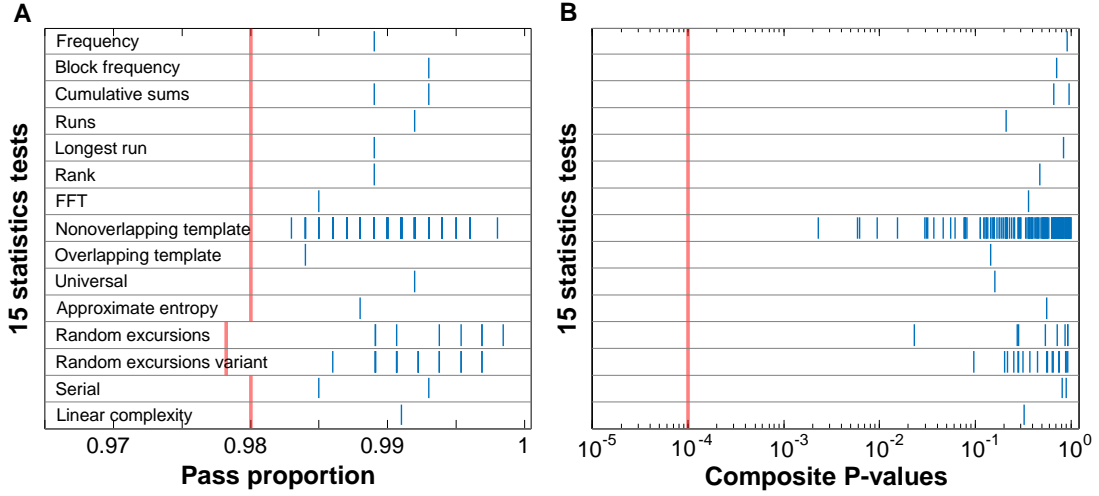 A
15 statistics tests
Frequency
Block frequency
Cumulative sums
Runs
Longest run
Rank
FFT
Nonoverlapping template
Overlapping template
Universal
Approximate entropy
Random excursions
Random excursions variant
Serial
Linear complexity
0.97 0.98 0.99 1
Pass proportion
B
15 statistics tests
10⁻⁵ 10⁻⁴ 10⁻³ 10⁻² 10⁻¹ 10⁰
Composite P-values